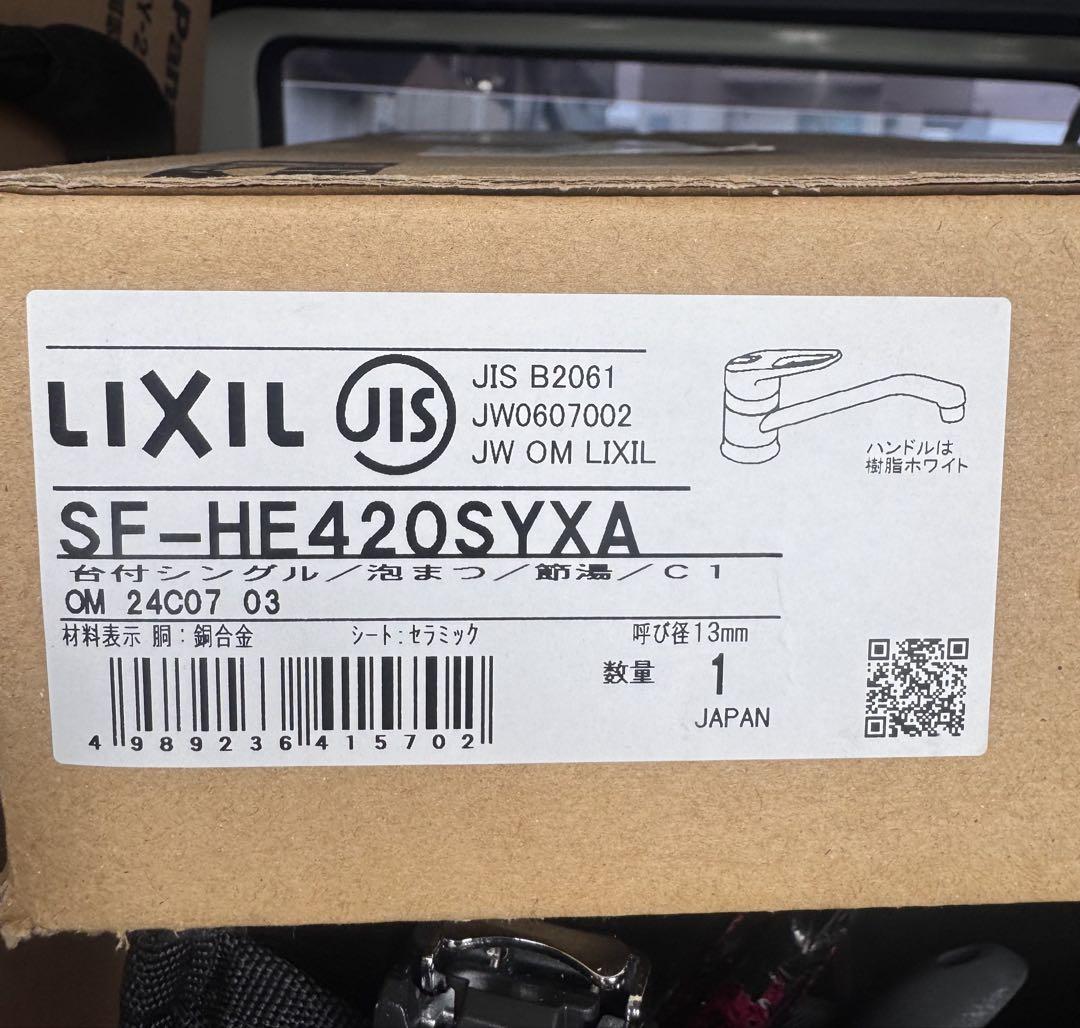 LIXIL
JIS
JIS B2061
JW0607002
JW OM LIXIL
ハンドルは
樹脂ホワイト
SF-HE420SYXA
台付シングル/泡まつ/節湯/C1
OM 24C07 03
材料表示 胴:銅合金 シート:セラミック 呼び径13mm
数量 1
JAPAN
4 989236 415702